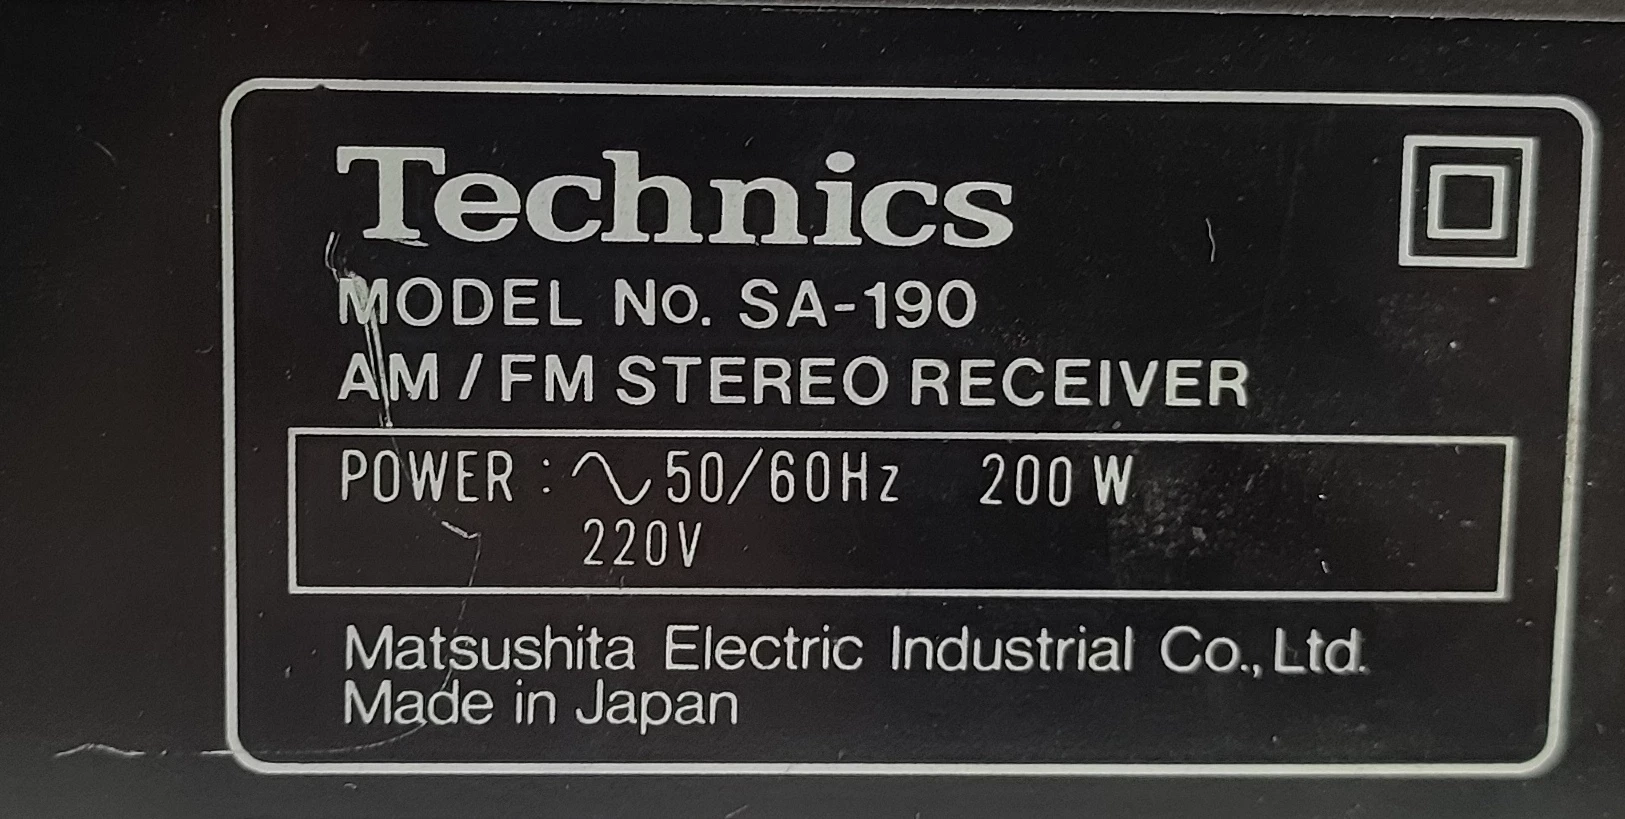 Technics
MODEL No. SA-190
AM/FM STEREO RECEIVER
POWER : ∿ 50/60Hz 200 W
220V
Matsushita Electric Industrial Co., Ltd.
Made in Japan